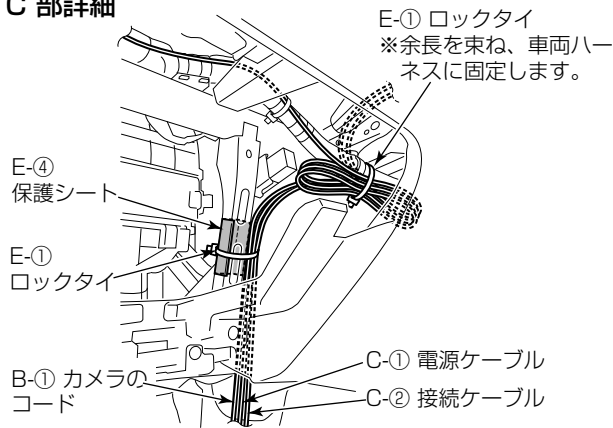 C 部詳細
E-① ロックタイ
※余長を束ね、車両ハー
ネスに固定します。
E-④
保護シート
E-①
ロックタイ
B-① カメラの
コード
C-① 電源ケーブル
C-② 接続ケーブル